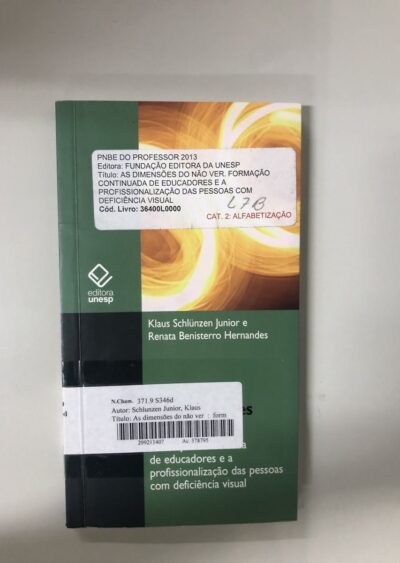 PNBE DO PROFESSOR 2013
Editora: FUNDAÇÃO EDITORA DA UNESP
Título: AS DIMENSÕES DO NÃO VER. FORMAÇÃO
CONTINUADA DE EDUCADORES E A
PROFISSIONALIZAÇÃO DAS PESSOAS COM
DEFICIÊNCIA VISUAL
Cód. Livro: 36400L0000
CAT. 2: ALFABETIZAÇÃO
editora
unesp
Klaus Schlünzen Junior e
Renata Benisterro Hernandes
N.Cham. 371.9 S346d
Autor: Schlunzen Junior, Klaus
Título: As dimensões do não ver : form
299211407 Ac. 378795
de educadores e a
profissionalização das pessoas
com deficiência visual